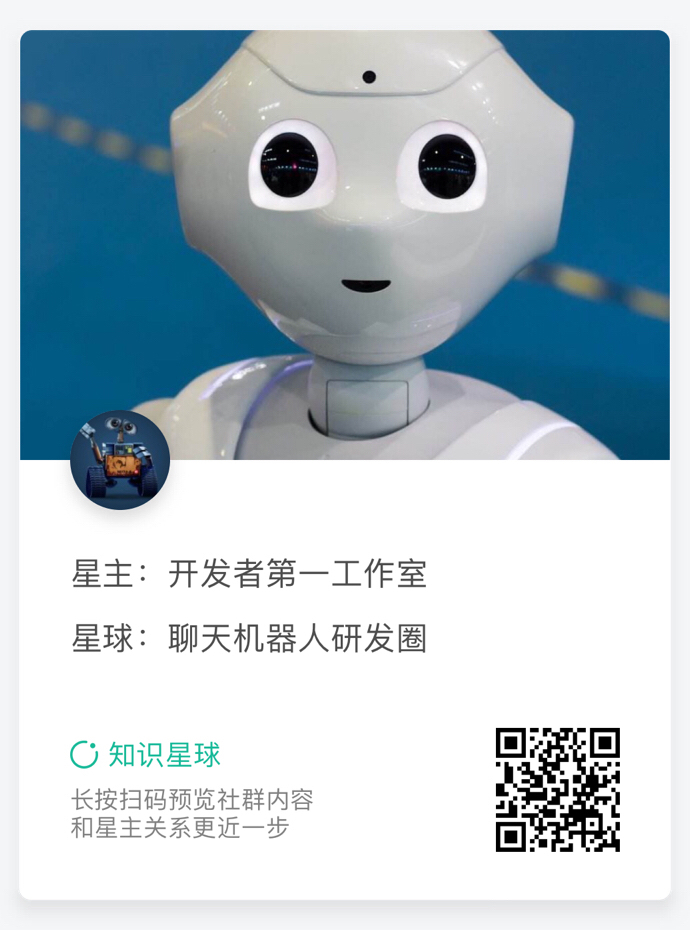 星主：开发者第一工作室
星球：聊天机器人研发圈
知识星球
长按扫码预览社群内容
和星主关系更近一步